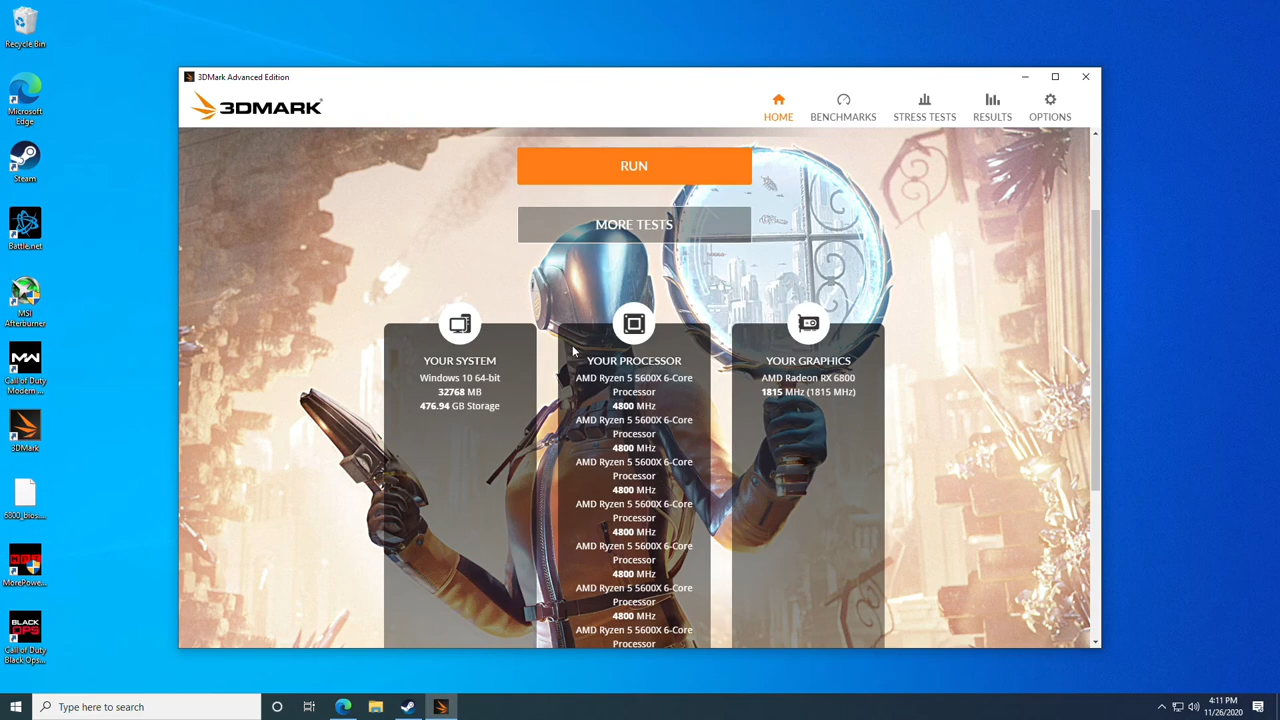 Recycle Bin
Microsoft
Edge
Steam
Battle.net
MSI
Afterburner
Call of Duty
Modern ...
3DMark
6800_bios....
MorePowe...
BLACK
OPS
Call of Duty
Black Ops...
3DMark Advanced Edition
3DMARK
HOME
BENCHMARKS
STRESS TESTS
RESULTS
OPTIONS
RUN
MORE TESTS
YOUR SYSTEM
Windows 10 64-bit
32768 MB
476.94 GB Storage
YOUR PROCESSOR
AMD Ryzen 5 5600X 6-Core
Processor
4800 MHz
AMD Ryzen 5 5600X 6-Core
Processor
4800 MHz
AMD Ryzen 5 5600X 6-Core
Processor
4800 MHz
AMD Ryzen 5 5600X 6-Core
Processor
4800 MHz
AMD Ryzen 5 5600X 6-Core
Processor
4800 MHz
AMD Ryzen 5 5600X 6-Core
Processor
4800 MHz
AMD Ryzen 5 5600X 6-Core
Processor
YOUR GRAPHICS
AMD Radeon RX 6800
1815 MHz (1815 MHz)
Type here to search
4:11 PM
11/26/2020